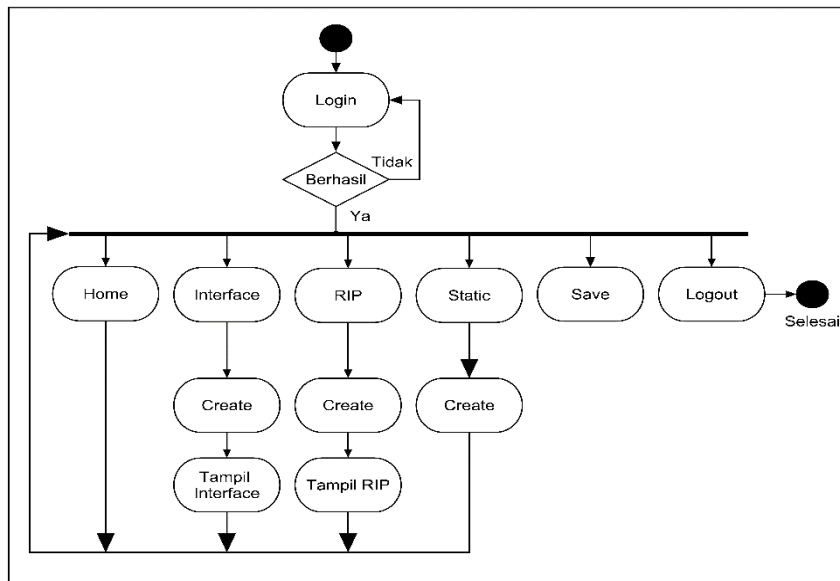 Login
Tidak
Berhasil
Ya
Home
Interface
RIP
Static
Save
Logout
Selesai
Create
Create
Create
Tampil
Interface
Tampil RIP